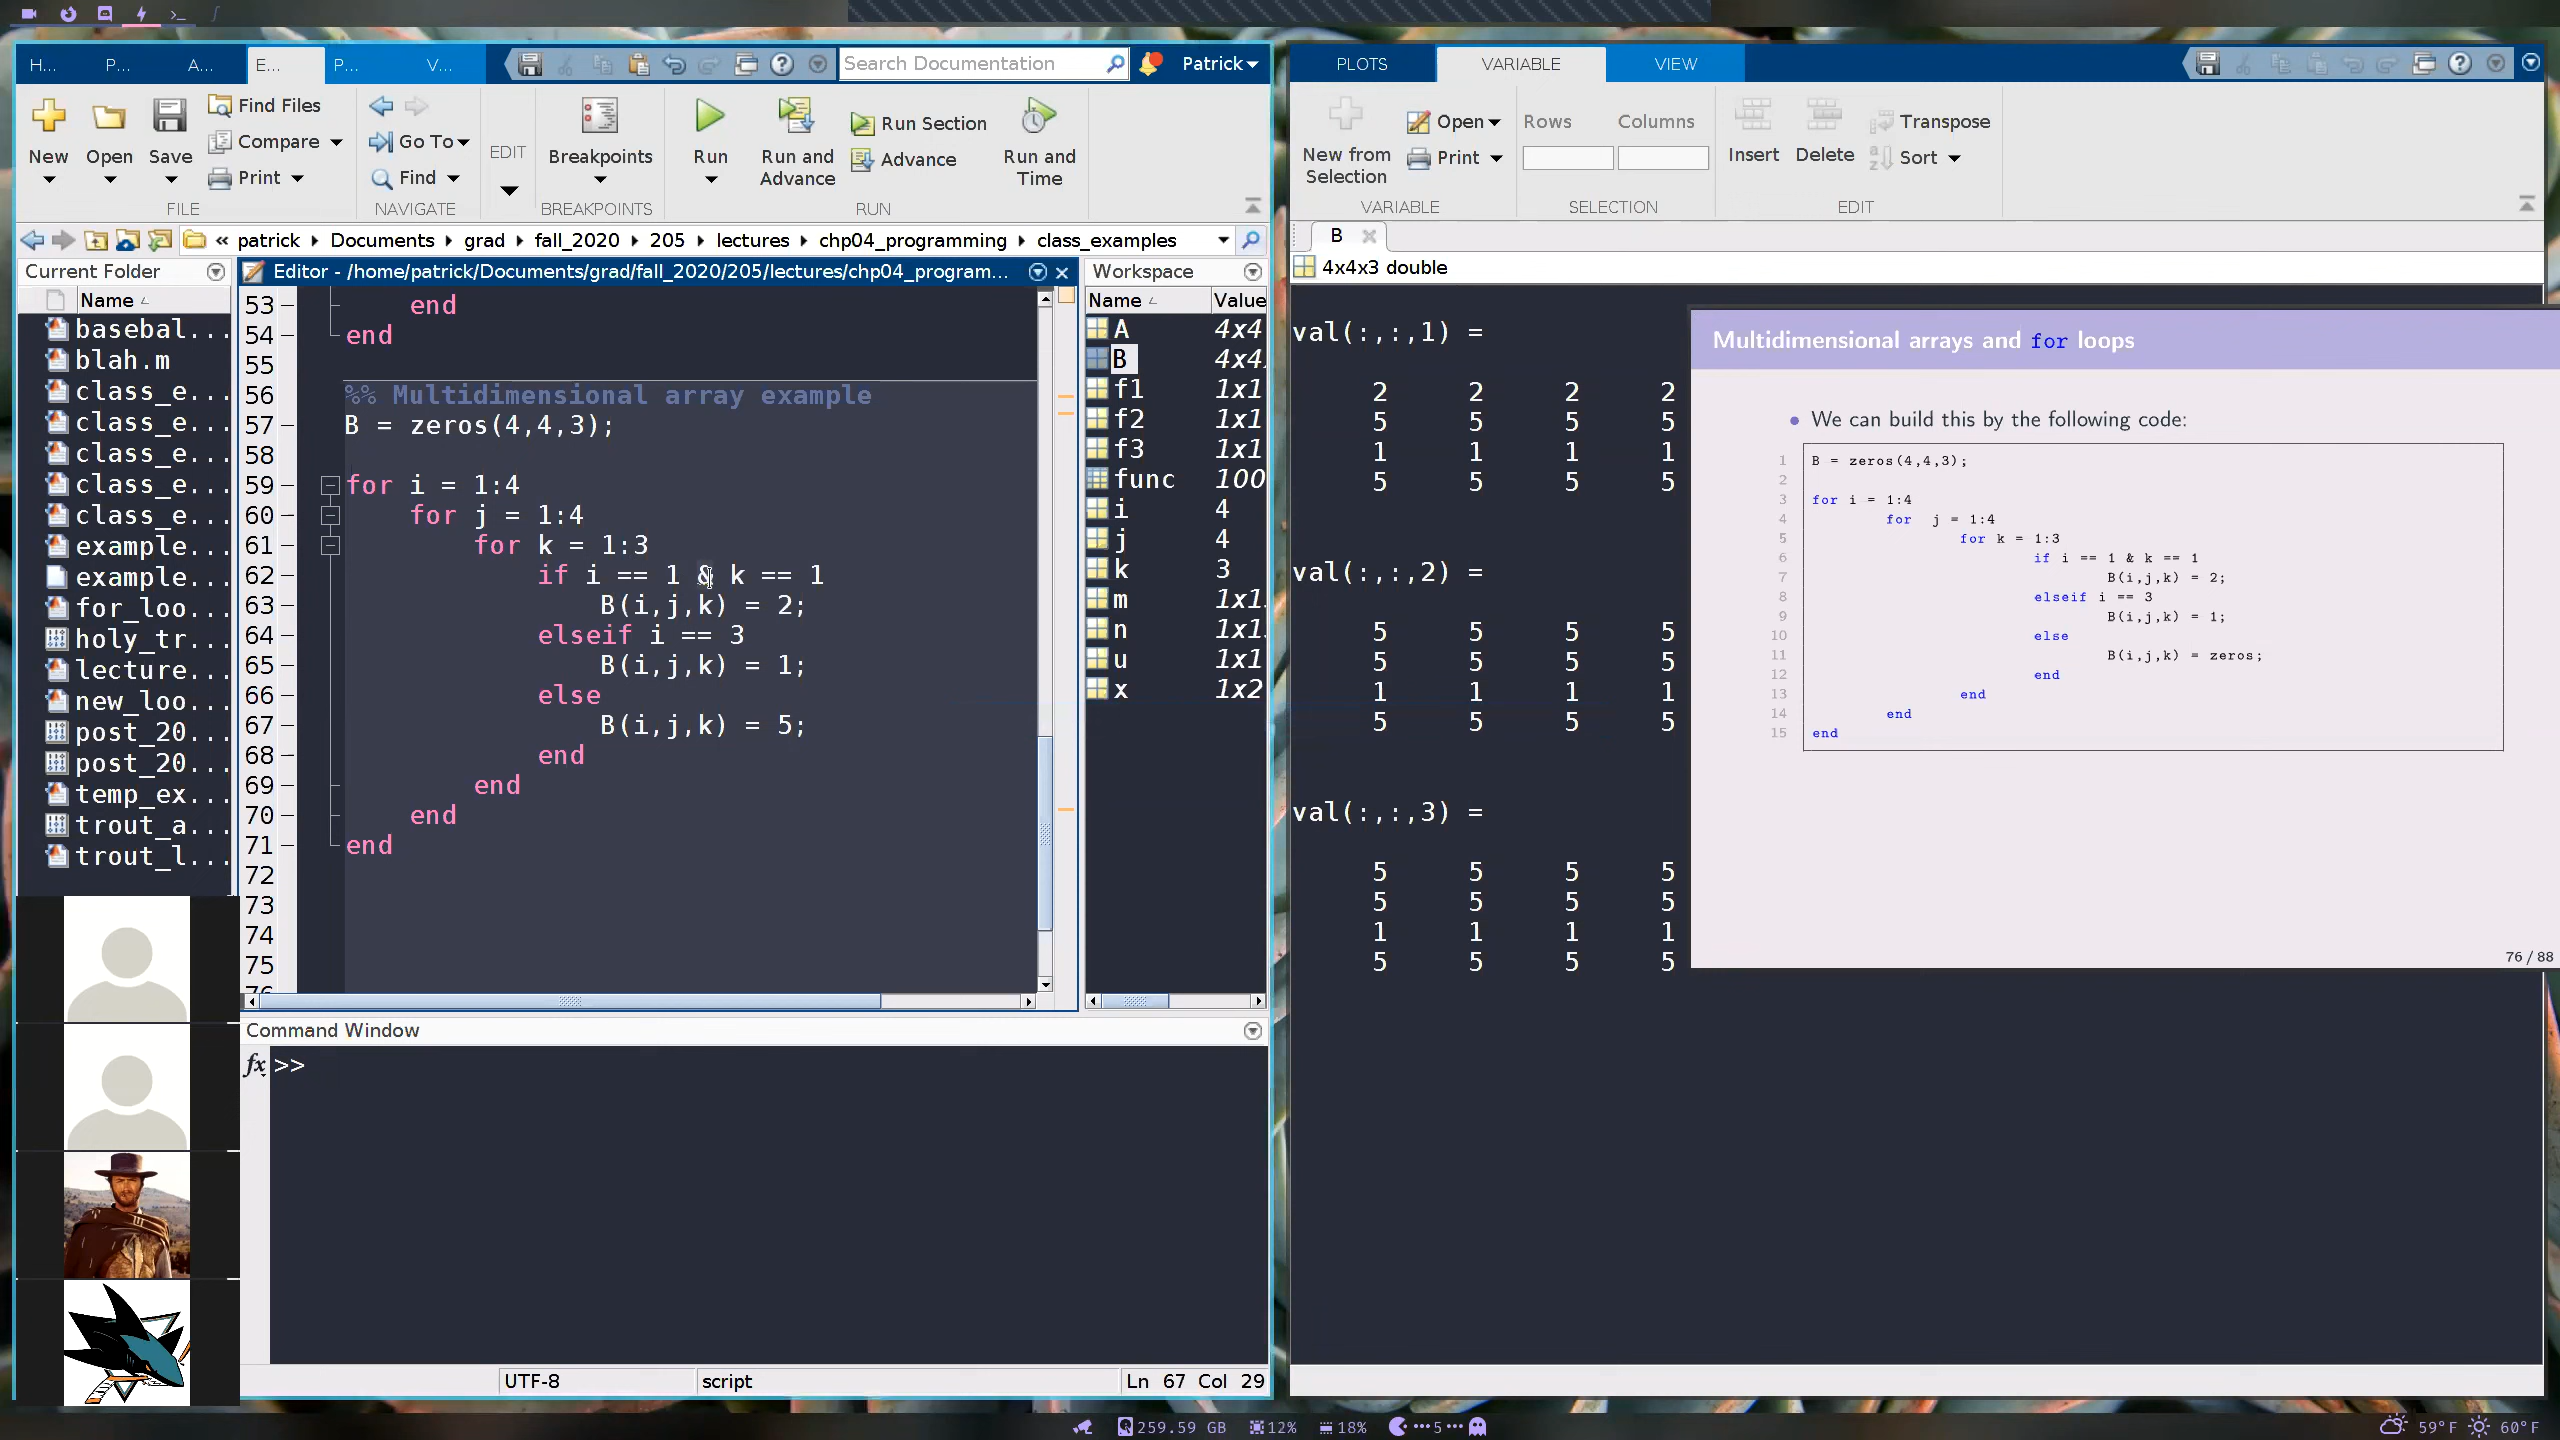 H...
P...
A...
E...
P...
V...
Search Documentation
Patrick
New
Open
Save
Find Files
Compare
Print
FILE
Go To
Find
NAVIGATE
EDIT
Breakpoints
BREAKPOINTS
Run
Run and
Advance
Run Section
Advance
Run and
Time
RUN
« patrick Documents grad fall_2020 205 lectures chp04_programming class_examples
Current Folder
Name
basebal...
blah.m
class_e...
class_e...
class_e...
class_e...
class_e...
example...
example...
for_loo...
holy_tr...
lecture...
new_loo...
post_20...
post_20...
temp_ex...
trout_a...
trout_l...
Editor - /home/patrick/Documents/grad/fall_2020/205/lectures/chp04_program...
53 end
54 end
55
56 %% Multidimensional array example
57 B = zeros(4,4,3);
58
59 for i = 1:4
60 for j = 1:4
61 for k = 1:3
62 if i == 1 & k == 1
63 B(i,j,k) = 2;
64 elseif i == 3
65 B(i,j,k) = 1;
66 else
67 B(i,j,k) = 5;
68 end
69 end
70 end
71 end
72
73
74
75
Workspace
Name Value
A 4x4
B 4x4
f1 1x1
f2 1x1
f3 1x1
func 100
i 4
j 4
k 3
m 1x1
n 1x1
u 1x1
x 1x2
Command Window
fx >>
UTF-8
script
Ln 67 Col 29
PLOTS
VARIABLE
VIEW
New from
Selection
Open
Print
VARIABLE
Rows Columns
SELECTION
Insert
Delete
Transpose
Sort
EDIT
B
4x4x3 double
val(:,:,1) =
2 2 2 2
5 5 5 5
1 1 1 1
5 5 5 5
val(:,:,2) =
5 5 5 5
5 5 5 5
1 1 1 1
5 5 5 5
val(:,:,3) =
5 5 5 5
5 5 5 5
1 1 1 1
5 5 5 5
Multidimensional arrays and for loops
• We can build this by the following code:
1 B = zeros(4,4,3);
2
3 for i = 1:4
4 for j = 1:4
5 for k = 1:3
6 if i == 1 & k == 1
7 B(i,j,k) = 2;
8 elseif i == 3
9 B(i,j,k) = 1;
10 else
11 B(i,j,k) = zeros;
12 end
13 end
14 end
15 end
76 / 88
259.59 GB
12%
18%
5
59°F
60°F